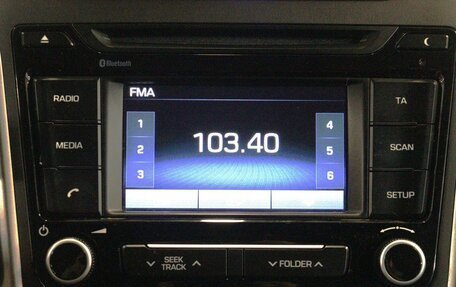 Bluetooth
FMA
RADIO
TA
1
4
103.40
MEDIA
2
5
SCAN
3
6
SETUP
SEEK
TRACK
FOLDER